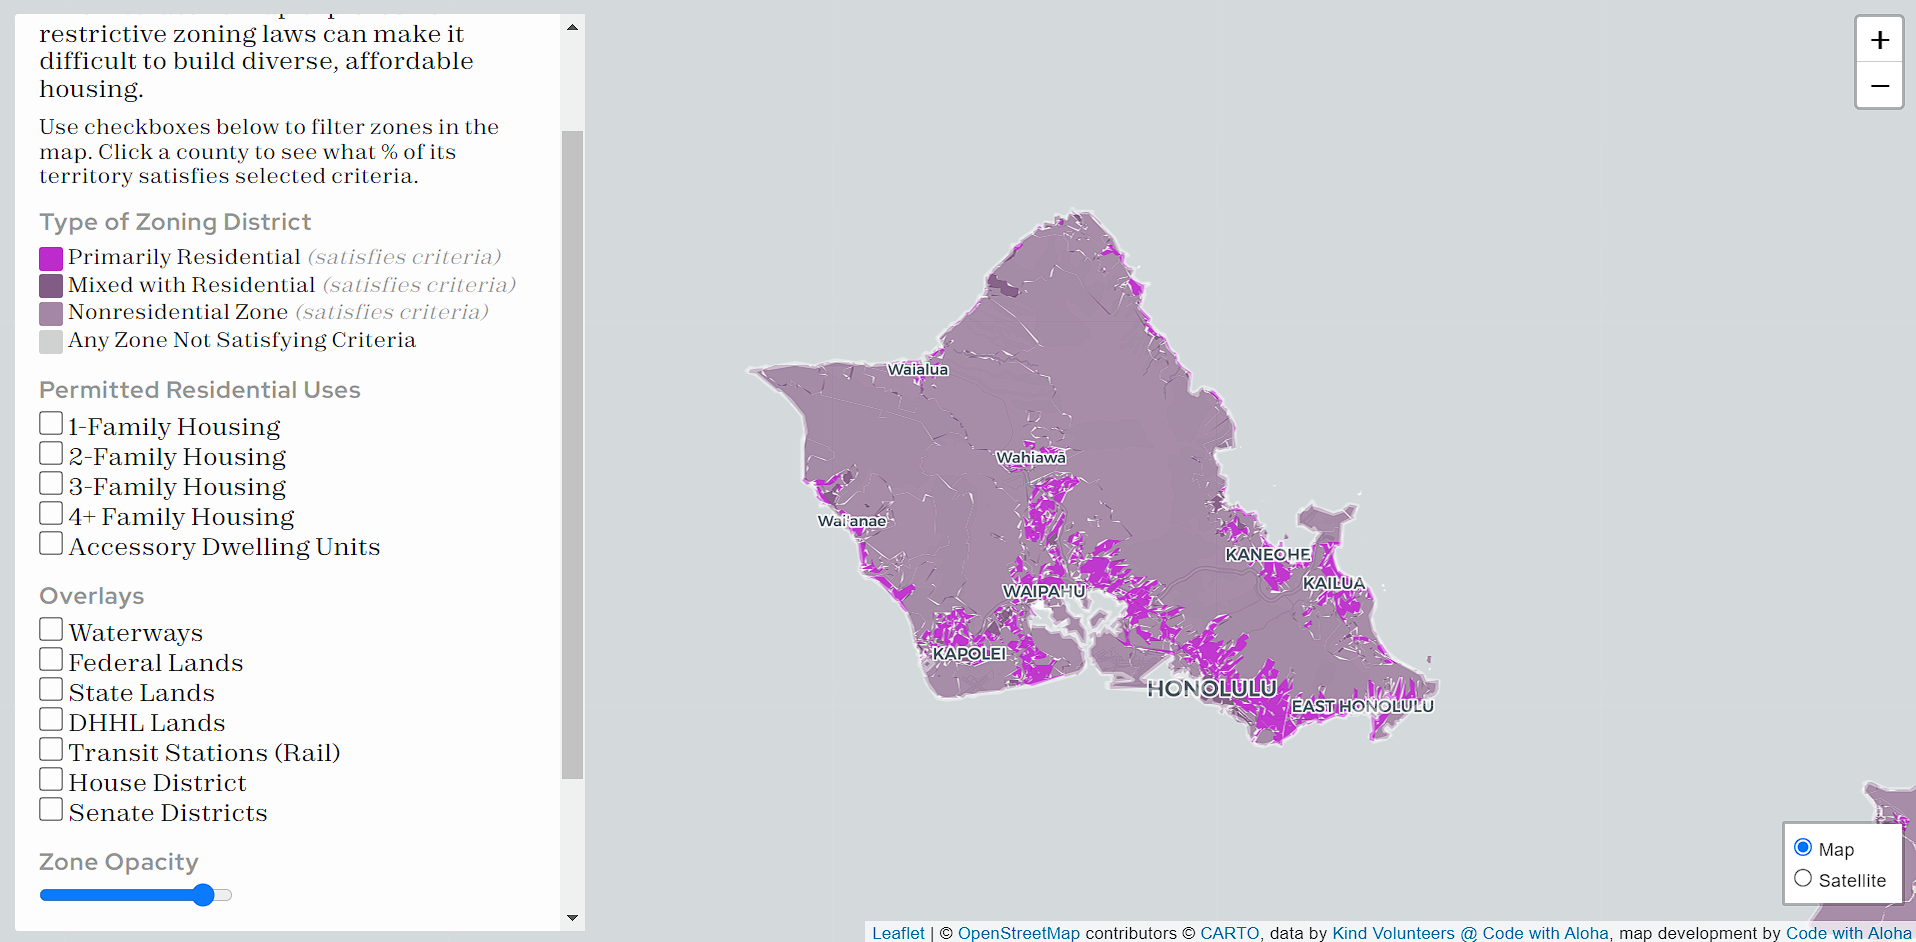 restrictive zoning laws can make it
difficult to build diverse, affordable
housing.
Use checkboxes below to filter zones in the
map. Click a county to see what % of its
territory satisfies selected criteria.
Type of Zoning District
Primarily Residential (satisfies criteria)
Mixed with Residential (satisfies criteria)
Nonresidential Zone (satisfies criteria)
Any Zone Not Satisfying Criteria
Permitted Residential Uses
1-Family Housing
2-Family Housing
3-Family Housing
4+ Family Housing
Accessory Dwelling Units
Overlays
Waterways
Federal Lands
State Lands
DHHL Lands
Transit Stations (Rail)
House District
Senate Districts
Zone Opacity
Waialua
Wahiawā
Wai'anae
KANEOHE
KAILUA
WAIPAHU
KAPOLEI
HONOLULU
EAST HONOLULU
+
−
Map
Satellite
Leaflet | © OpenStreetMap contributors © CARTO, data by Kind Volunteers @ Code with Aloha, map development by Code with Aloha